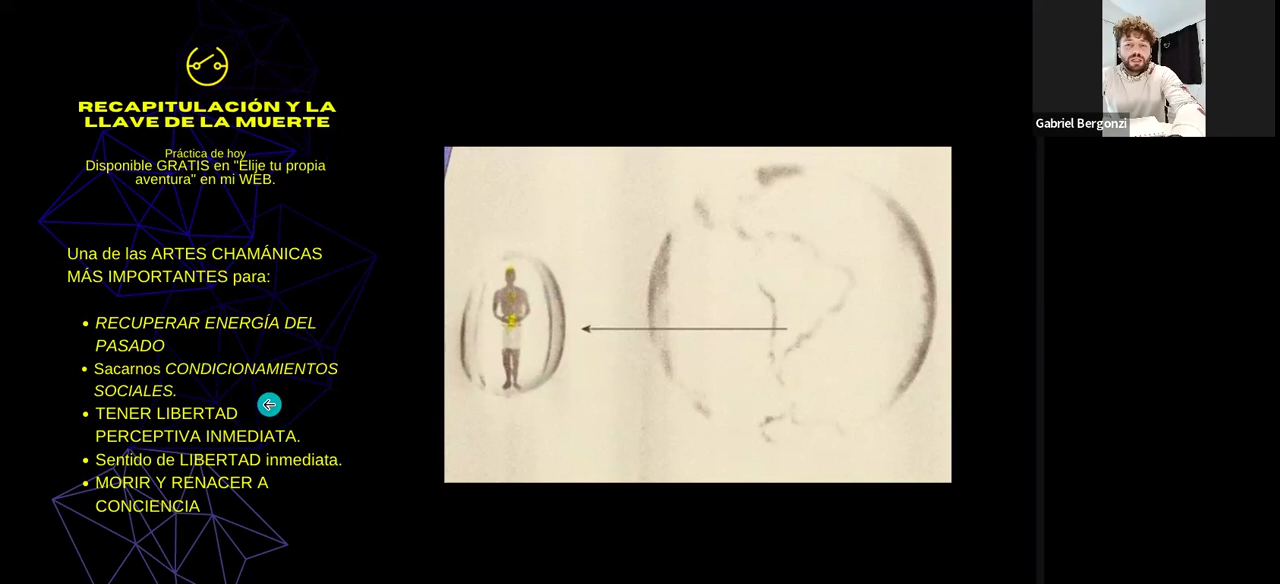 RECAPITULACIÓN Y LA
LLAVE DE LA MUERTE
Práctica de hoy
Disponible GRATIS en "Elije tu propia
aventura" en mi WEB.
Una de las ARTES CHAMÁNICAS
MÁS IMPORTANTES para:
• RECUPERAR ENERGÍA DEL
PASADO
• Sacarnos CONDICIONAMIENTOS
SOCIALES.
• TENER LIBERTAD
PERCEPTIVA INMEDIATA.
• Sentido de LIBERTAD inmediata.
• MORIR Y RENACER A
CONCIENCIA
Gabriel Bergonzi